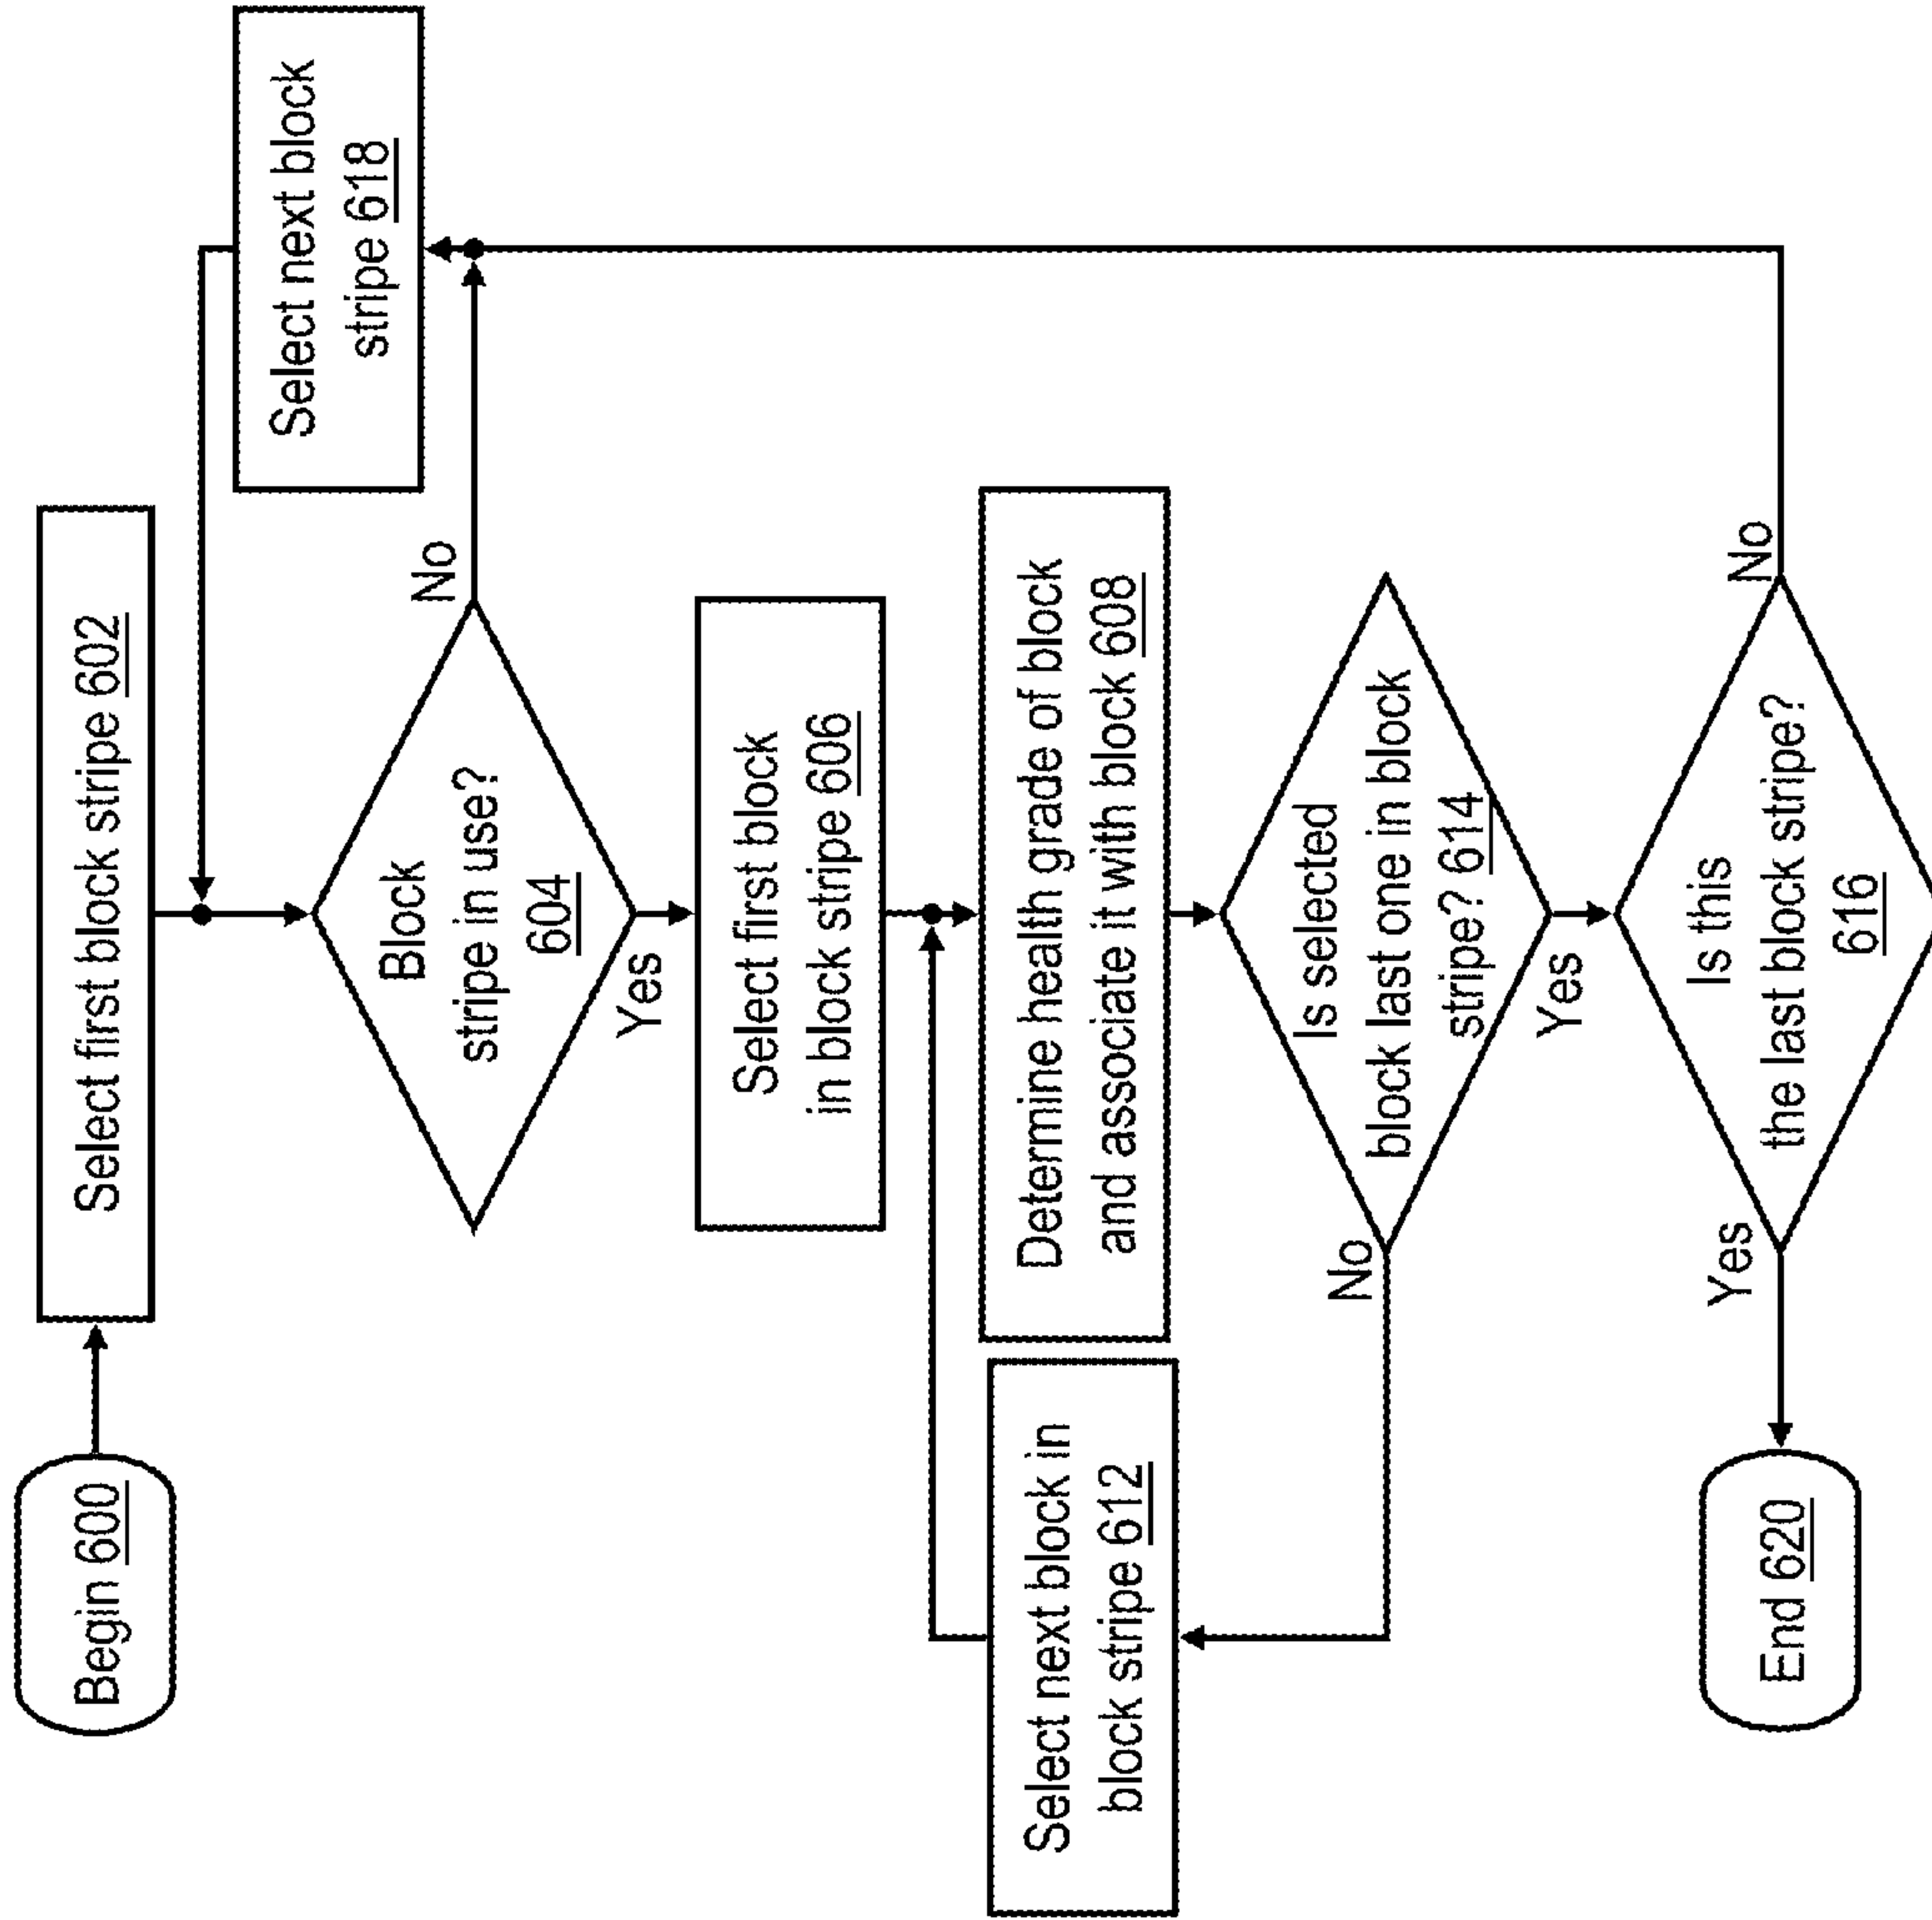 Begin 600
Select first block stripe 602
Select next block
stripe 618
Block
stripe in use?
604
No
Yes
Select first block
in block stripe 606
Select next block in
block stripe 612
Determine health grade of block
and associate it with block 608
Is selected
block last one in block
stripe? 614
No
Yes
Is this
the last block stripe?
616
Yes
No
End 620